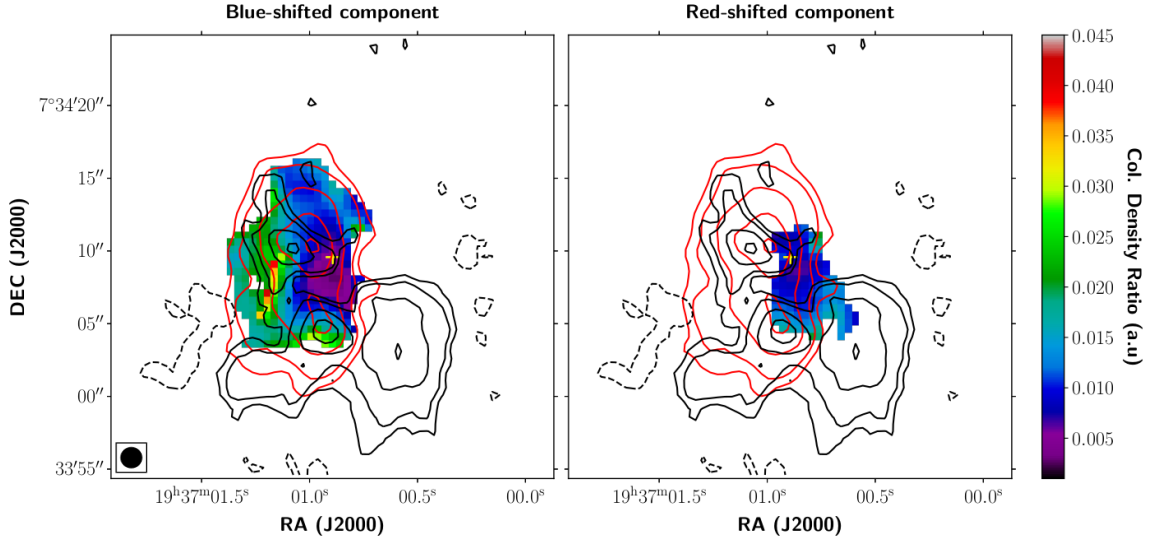 Blue-shifted component
Red-shifted component
DEC (J2000)
7°34′20″
15″
10″
05″
00″
33′55″
19ʰ37ᵐ01.5ˢ
01.0ˢ
00.5ˢ
00.0ˢ
RA (J2000)
19ʰ37ᵐ01.5ˢ
01.0ˢ
00.5ˢ
00.0ˢ
RA (J2000)
0.045
0.040
0.035
0.030
0.025
0.020
0.015
0.010
0.005
Col. Density Ratio (a.u)